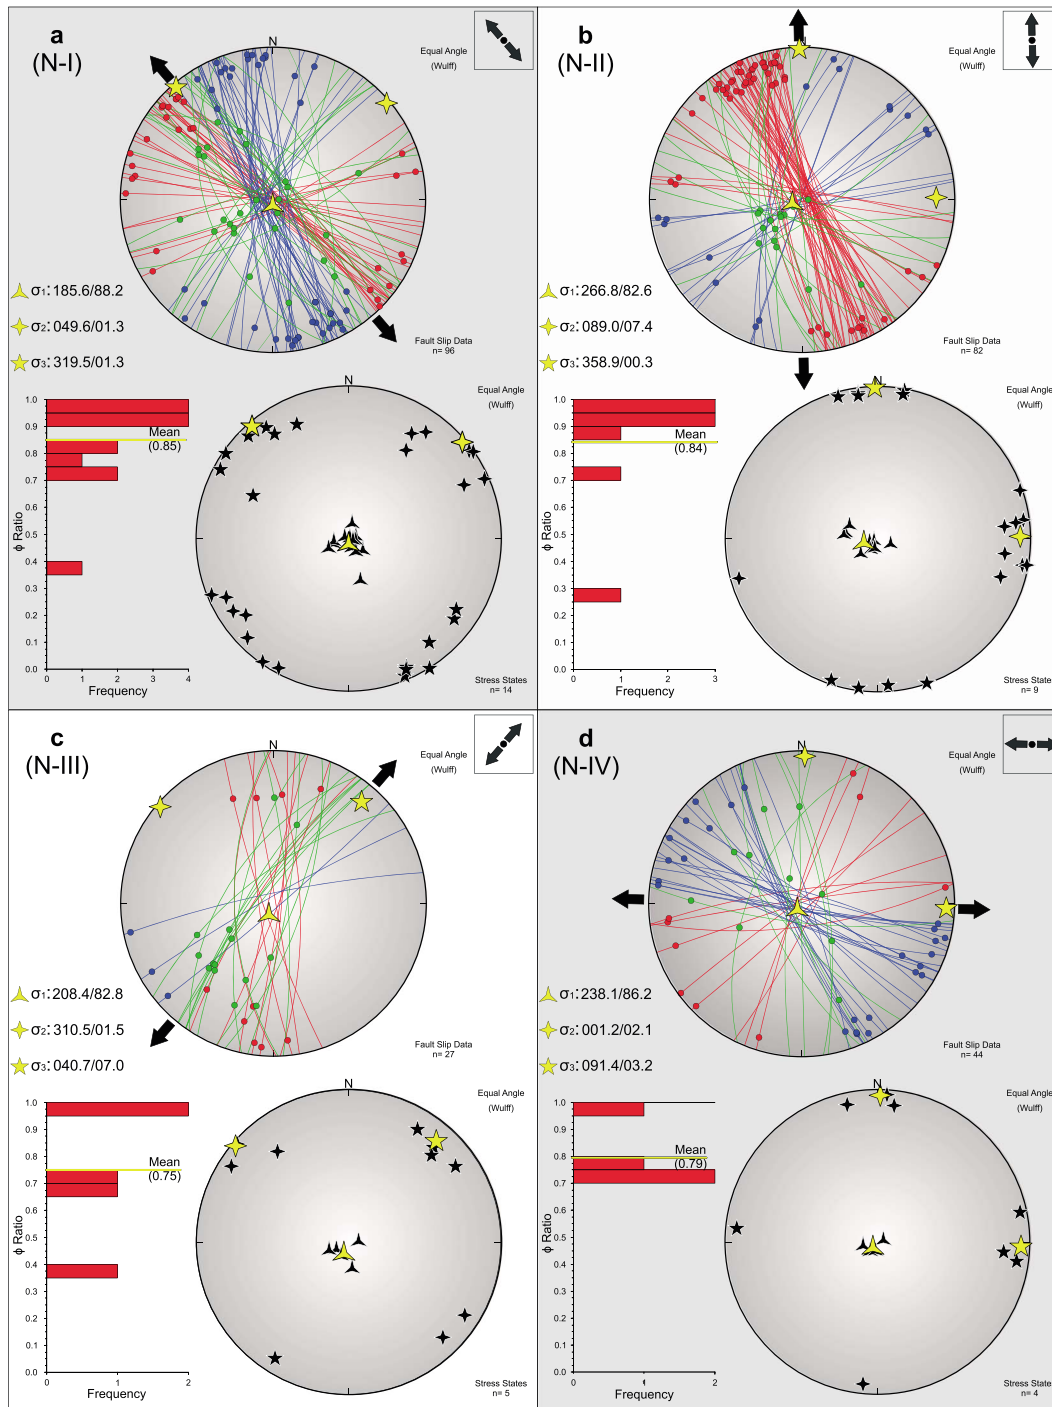 a
(N-I)
N
Equal Angle
(Wulff)
σ1:185.6/88.2
σ2:049.6/01.3
σ3:319.5/01.3
Fault Slip Data
n= 96
1.0
0.9
0.8
0.7
0.6
0.5
0.4
0.3
0.2
0.1
0.0
ϕ Ratio
Mean
(0.85)
0
1
2
3
4
Frequency
N
Equal Angle
(Wulff)
Stress States
n= 14
b
(N-II)
N
Equal Angle
(Wulff)
σ1:266.8/82.6
σ2:089.0/07.4
σ3:358.9/00.3
Fault Slip Data
n= 82
1.0
0.9
0.8
0.7
0.6
0.5
0.4
0.3
0.2
0.1
0.0
ϕ Ratio
Mean
(0.84)
0
1
2
3
Frequency
N
Equal Angle
(Wulff)
Stress States
n= 9
c
(N-III)
N
Equal Angle
(Wulff)
σ1:208.4/82.8
σ2:310.5/01.5
σ3:040.7/07.0
Fault Slip Data
n= 27
1.0
0.9
0.8
0.7
0.6
0.5
0.4
0.3
0.2
0.1
0.0
ϕ Ratio
Mean
(0.75)
0
1
2
Frequency
N
Equal Angle
(Wulff)
Stress States
n= 5
d
(N-IV)
N
Equal Angle
(Wulff)
σ1:238.1/86.2
σ2:001.2/02.1
σ3:091.4/03.2
Fault Slip Data
n= 44
1.0
0.9
0.8
0.7
0.6
0.5
0.4
0.3
0.2
0.1
0.0
ϕ Ratio
Mean
(0.79)
0
1
2
Frequency
N
Equal Angle
(Wulff)
Stress States
n= 4